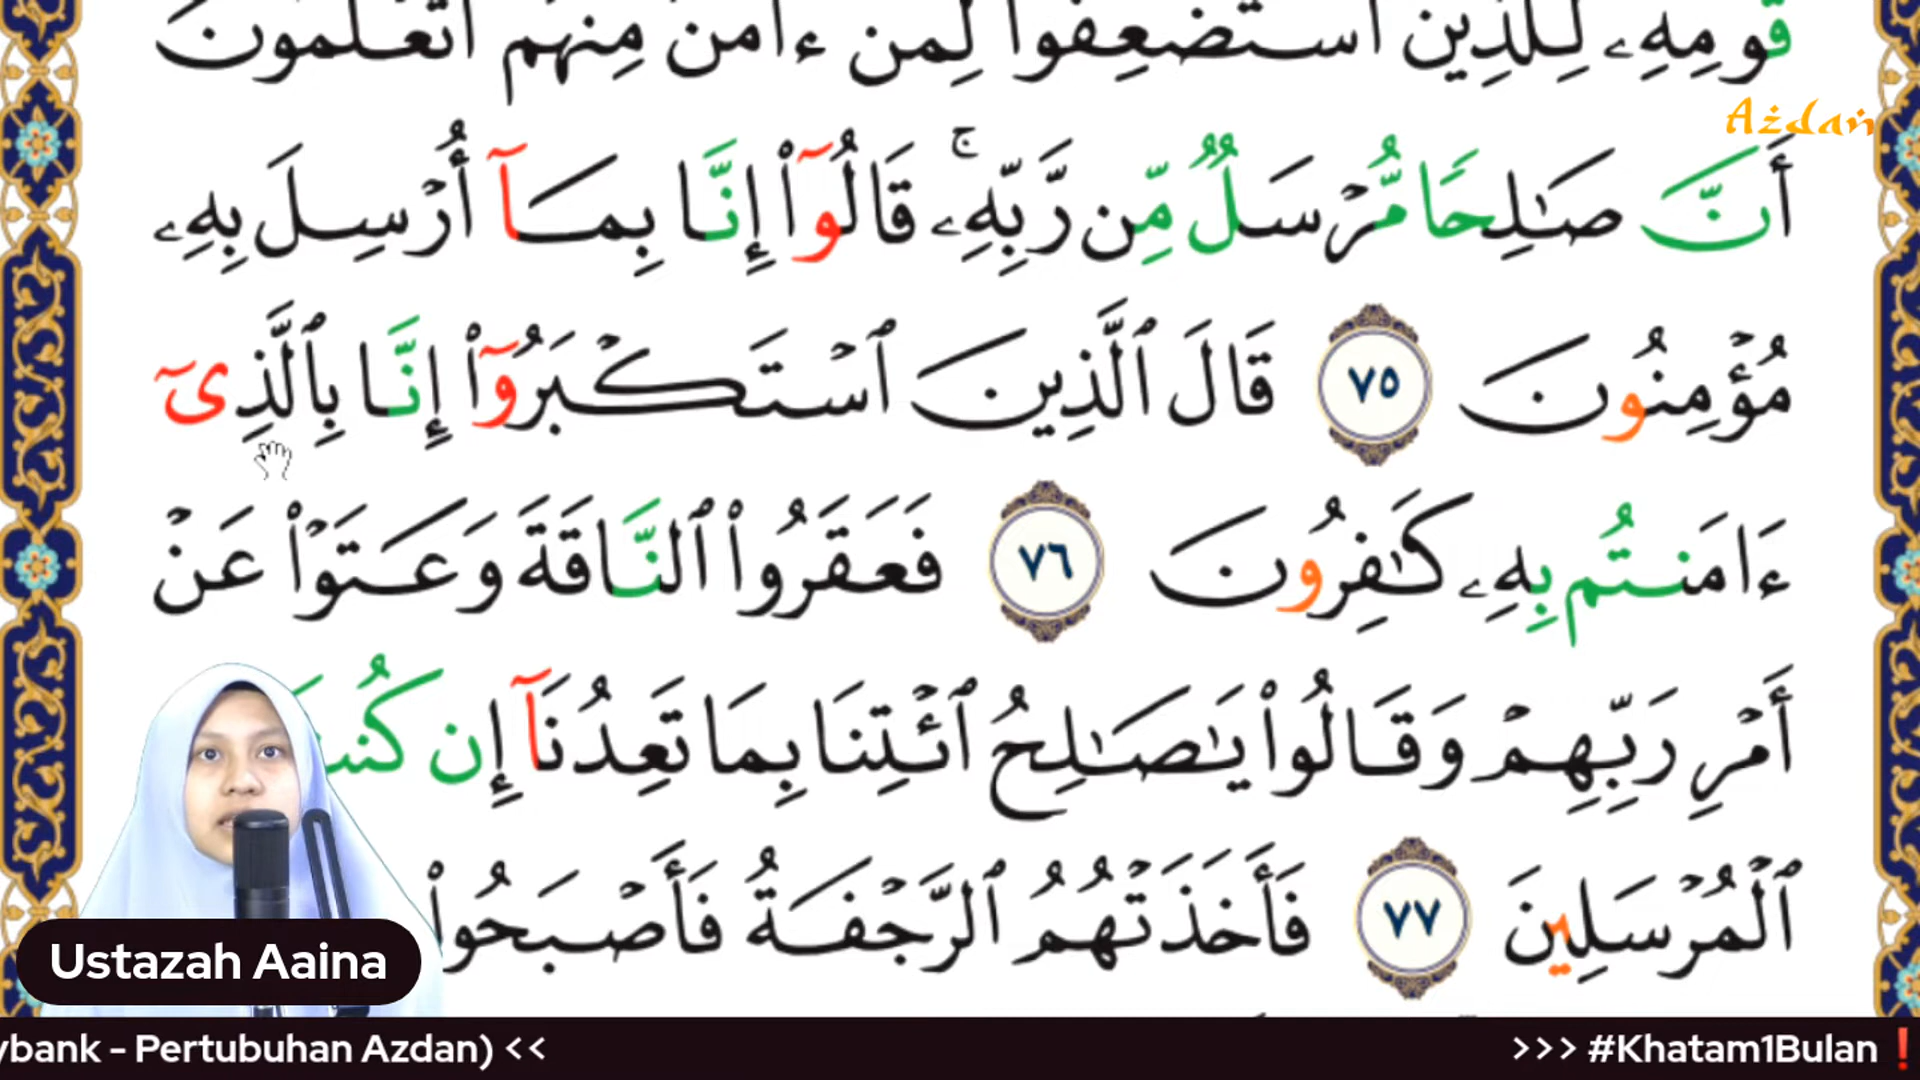 قَوْمِهِۦ لِلَّذِينَ ٱسْتُضْعِفُوا۟ لِمَنْ ءَامَنَ مِنْهُمْ أَتَعْلَمُونَ
Azdan
أَنَّ صَـٰلِحًا مُّرْسَلٌ مِّن رَّبِّهِۦ ۚ قَالُوٓا۟ إِنَّا بِمَآ أُرْسِلَ بِهِۦ
مُؤْمِنُونَ ٧٥ قَالَ ٱلَّذِينَ ٱسْتَكْبَرُوٓا۟ إِنَّا بِٱلَّذِىٓ
ءَامَنتُم بِهِۦ كَـٰفِرُونَ ٧٦ فَعَقَرُوا۟ ٱلنَّاقَةَ وَعَتَوْا۟ عَنْ
أَمْرِ رَبِّهِمْ وَقَالُوا۟ يَـٰصَـٰلِحُ ٱئْتِنَا بِمَا تَعِدُنَآ إِن
ٱلْمُرْسَلِينَ ٧٧ فَأَخَذَتْهُمُ ٱلرَّجْفَةُ فَأَصْبَحُوا۟
Ustazah Aaina
ybank - Pertubuhan Azdan) << >>> #Khatam1Bulan❗